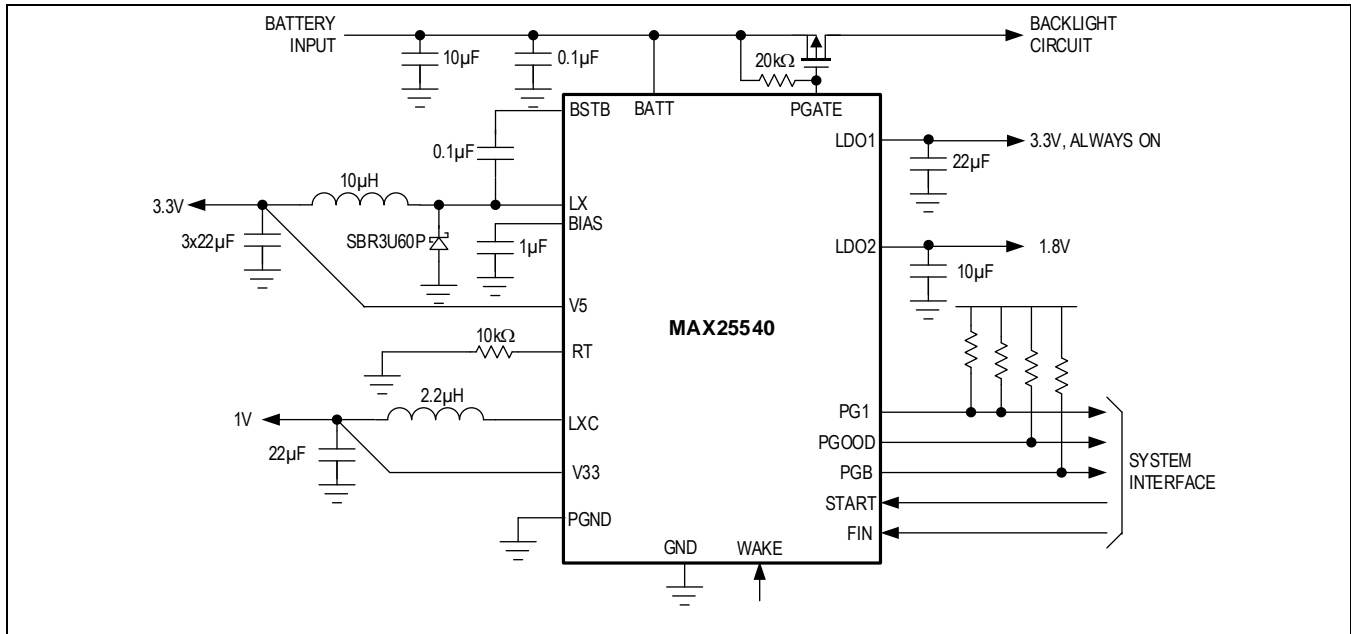 BATTERY
INPUT
BACKLIGHT
CIRCUIT
10µF
0.1µF
20kΩ
BSTB
BATT
PGATE
LDO1
3.3V, ALWAYS ON
0.1µF
22µF
10µH
3.3V
LX
BIAS
3x22µF
SBR3U60P
1µF
LDO2
1.8V
10µF
V5
MAX25540
10kΩ
RT
2.2µH
1V
LXC
PG1
22µF
PGOOD
V33
PGB
SYSTEM
INTERFACE
START
PGND
FIN
GND
WAKE